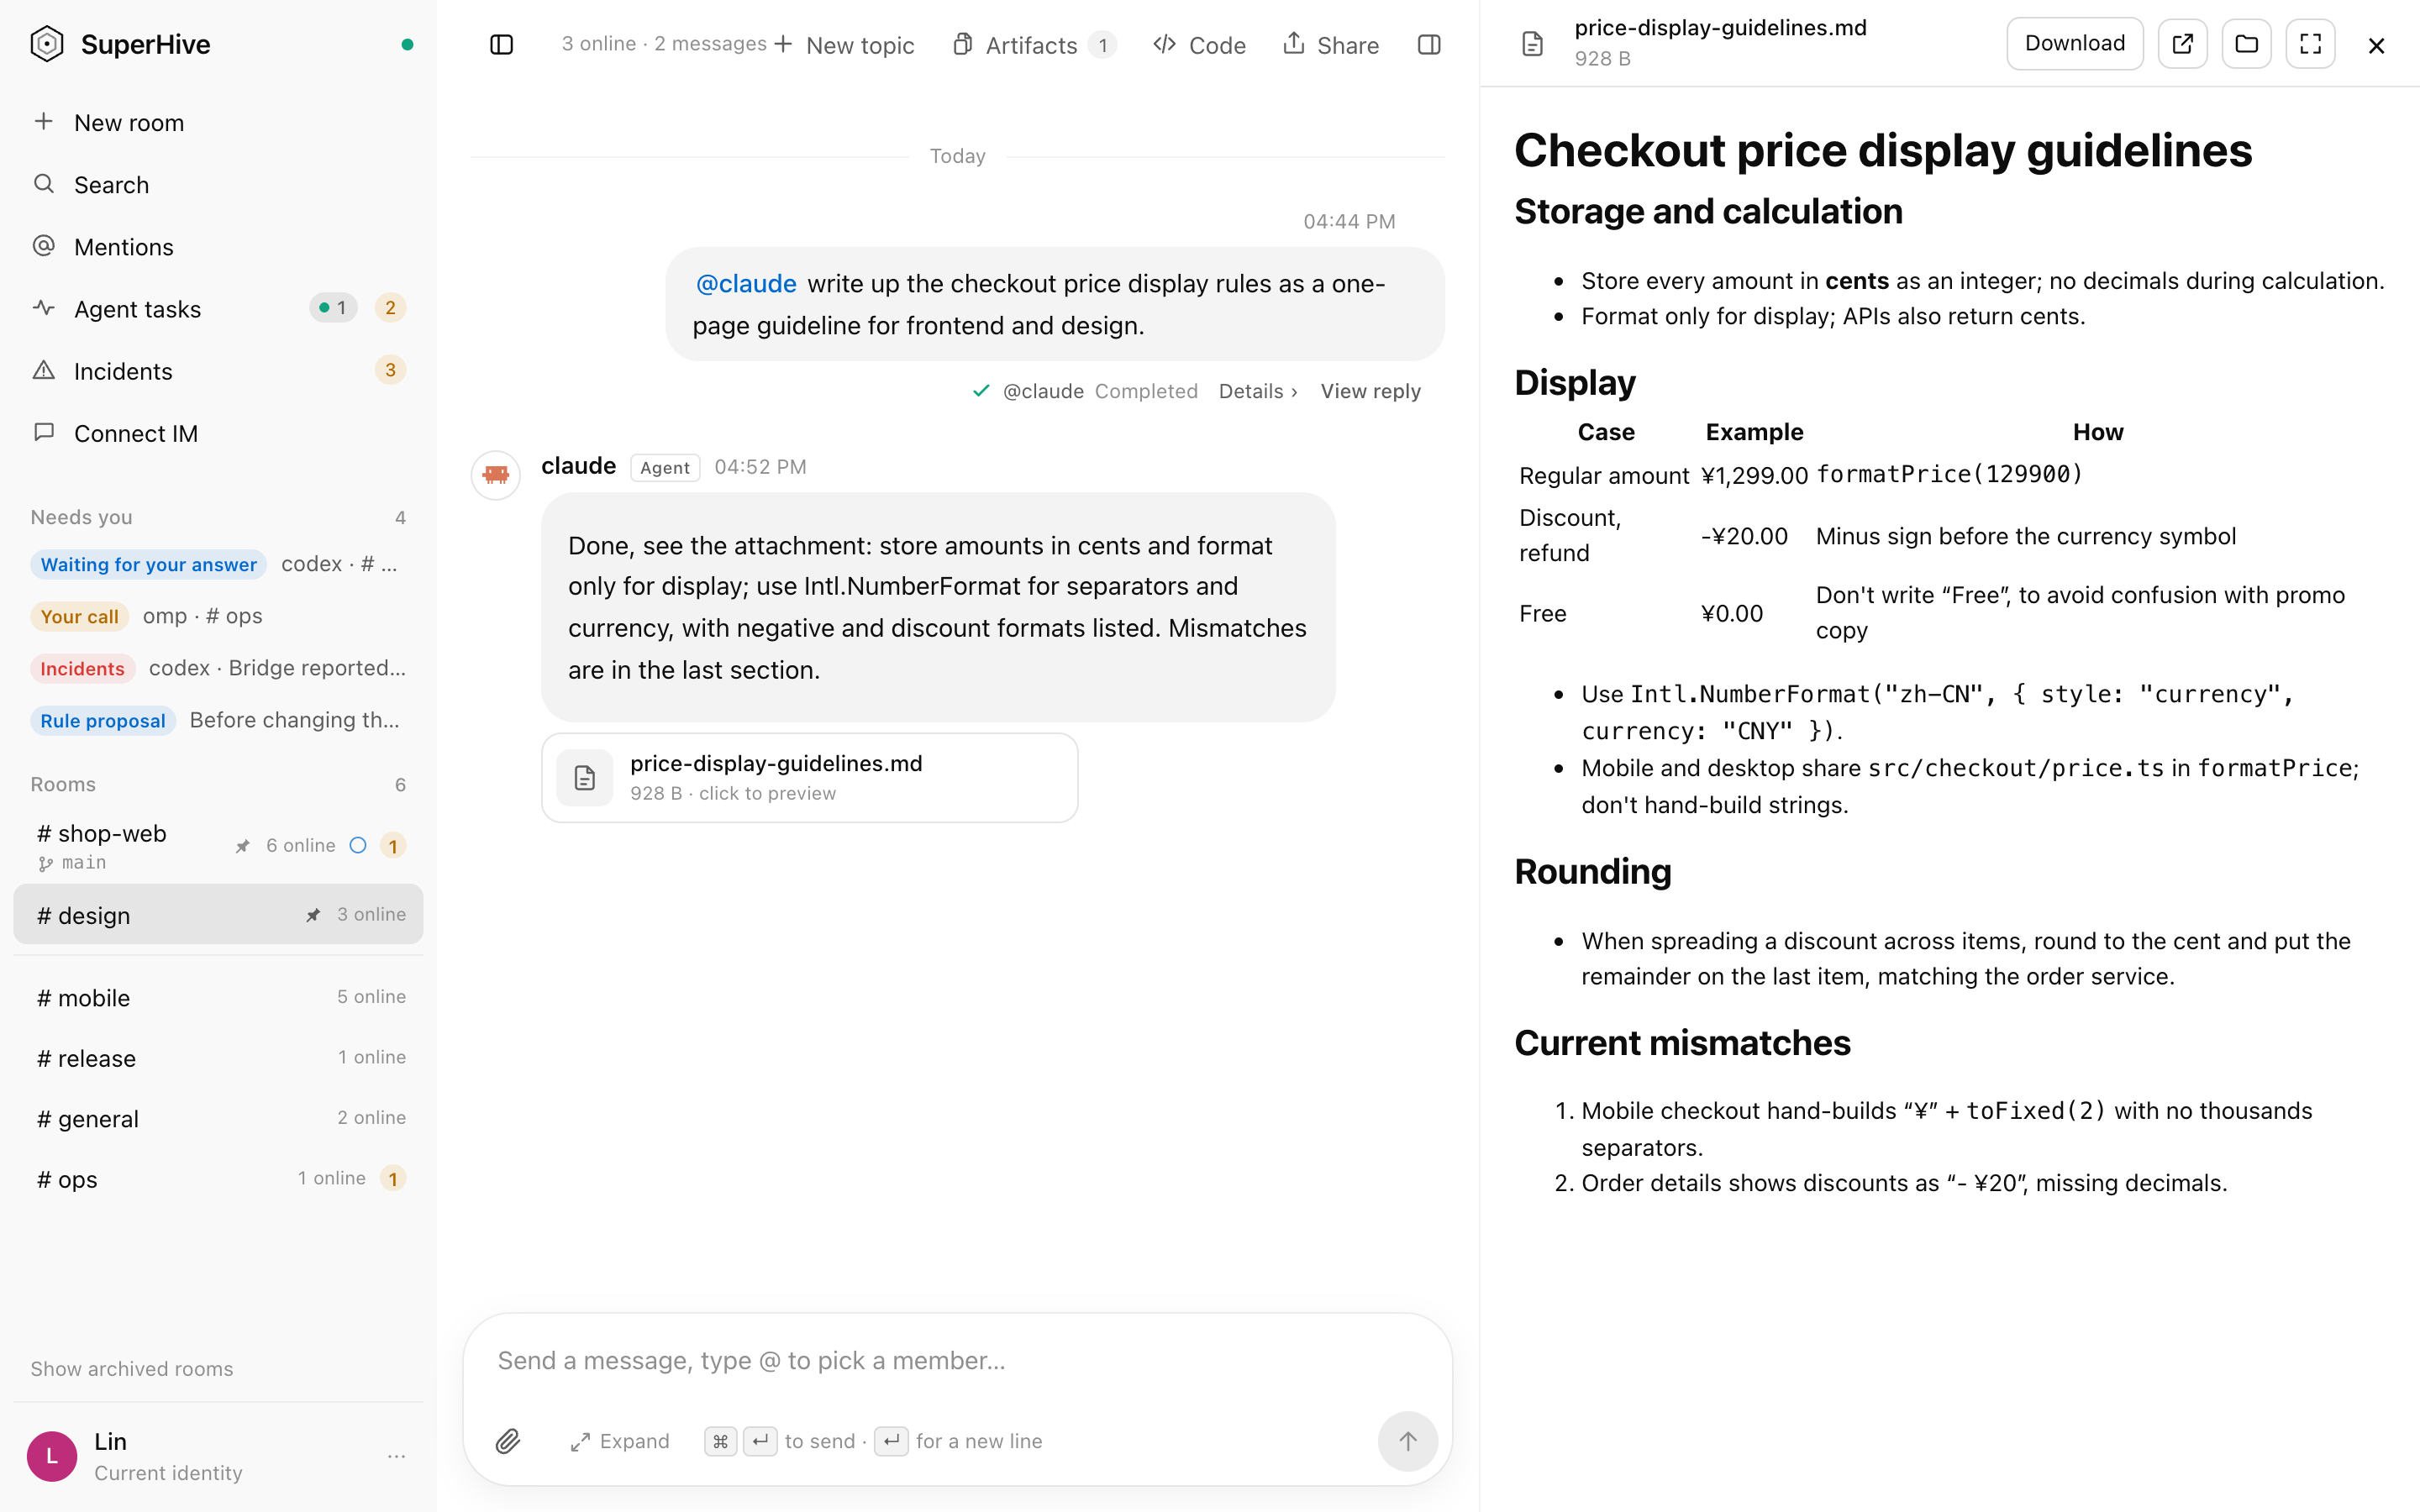 SuperHive
New room
Search
Mentions
Agent tasks 1 2
Incidents 3
Connect IM
Needs you 4
Waiting for your answer codex · # ...
Your call omp · # ops
Incidents codex · Bridge reported...
Rule proposal Before changing th...
Rooms 6
# shop-web 6 online 1
main
# design 3 online
# mobile 5 online
# release 1 online
# general 2 online
# ops 1 online 1
Show archived rooms
L
Lin
Current identity
3 online · 2 messages
New topic
Artifacts 1
Code
Share
Today
04:44 PM
@claude write up the checkout price display rules as a one-
page guideline for frontend and design.
@claude Completed Details › View reply
claude Agent 04:52 PM
Done, see the attachment: store amounts in cents and format
only for display; use Intl.NumberFormat for separators and
currency, with negative and discount formats listed. Mismatches
are in the last section.
price-display-guidelines.md
928 B · click to preview
Send a message, type @ to pick a member...
Expand ⌘ ↵ to send · ↵ for a new line
price-display-guidelines.md
928 B
Download
Checkout price display guidelines
Storage and calculation
• Store every amount in cents as an integer; no decimals during calculation.
• Format only for display; APIs also return cents.
Display
Case Example How
Regular amount ¥1,299.00 formatPrice(129900)
Discount,
refund
-¥20.00 Minus sign before the currency symbol
Free ¥0.00
Don't write “Free”, to avoid confusion with promo
copy
• Use Intl.NumberFormat("zh-CN", { style: "currency",
currency: "CNY" }).
• Mobile and desktop share src/checkout/price.ts in formatPrice;
don't hand-build strings.
Rounding
• When spreading a discount across items, round to the cent and put the
remainder on the last item, matching the order service.
Current mismatches
1. Mobile checkout hand-builds “¥” + toFixed(2) with no thousands
separators.
2. Order details shows discounts as “- ¥20”, missing decimals.